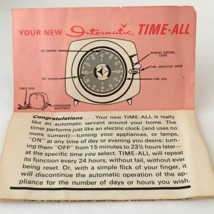 YOUR NEW Intermatic TIME-ALL
Congratulations . . . Your new TIME-ALL is really
like an automatic servant around your home. The
timer performs just like an electric clock (and uses no
more current) — turning your appliances, or lamps,
"ON" at any time of day or evening you desire; turn-
ing them "OFF" from 15 minutes to 23¾ hours later —
at the specific time you select. TIME-ALL will repeat
its function every 24 hours, without fail, without ever
being reset. Or, with a simple flick of your finger, it
will discontinue the automatic operation of the ap-
pliance for the number of days or hours you wish.